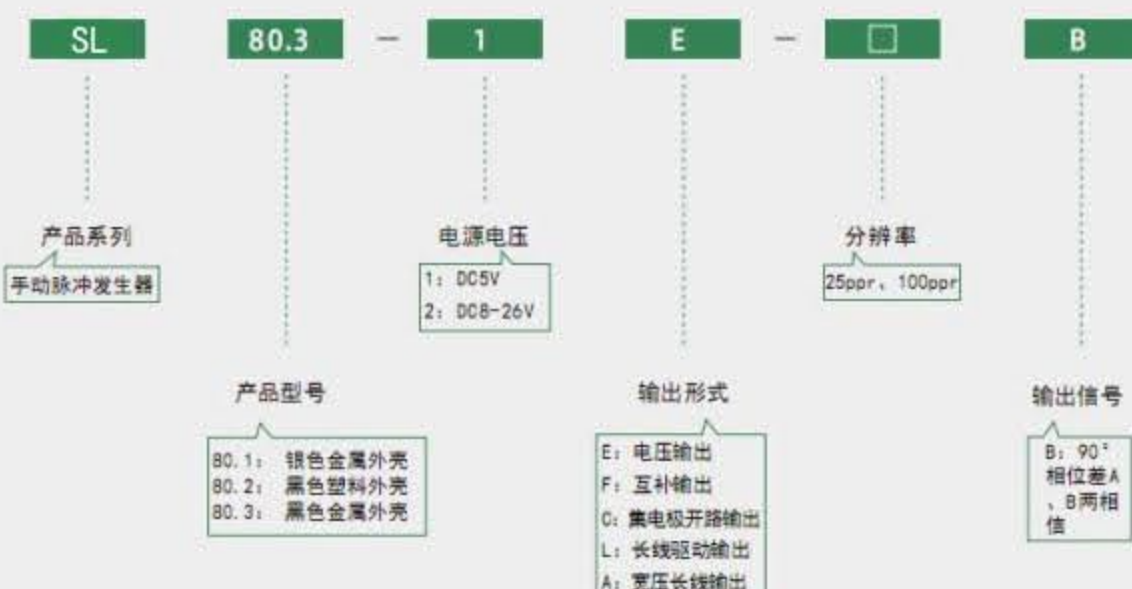 SL 80.3 — 1 E — □ B
产品系列
手动脉冲发生器
电源电压
1: DC5V
2: DC8-26V
分辨率
25ppr、100ppr
产品型号
80.1: 银色金属外壳
80.2: 黑色塑料外壳
80.3: 黑色金属外壳
输出形式
E: 电压输出
F: 互补输出
C: 集电极开路输出
L: 长线驱动输出
A: 宽压长线输出
输出信号
B: 90°
相位差A
、B两相
信